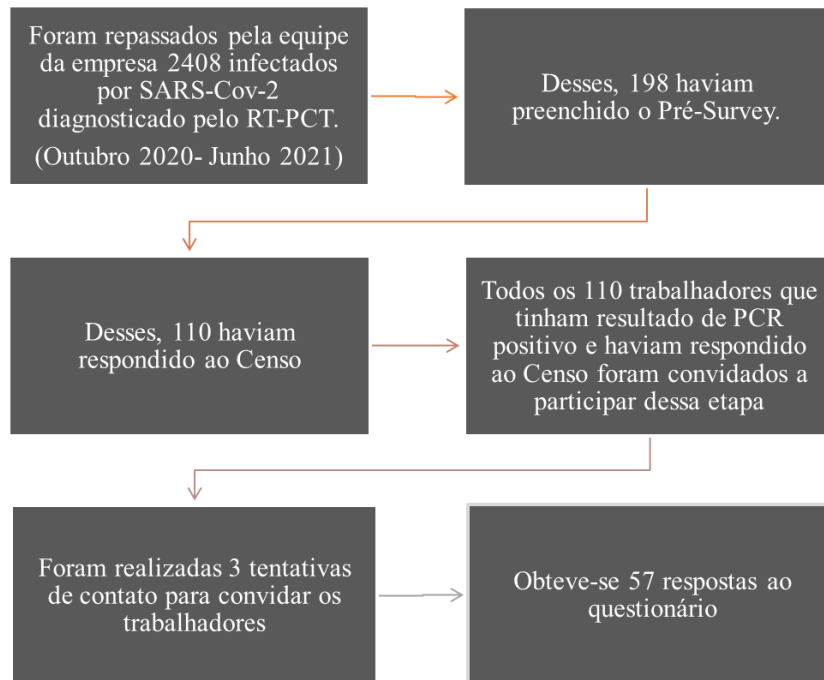 Foram repassados pela equipe
da empresa 2408 infectados
por SARS-Cov-2
diagnosticado pelo RT-PCT.
(Outubro 2020- Junho 2021)
Desses, 198 haviam
preenchido o Pré-Survey.
Desses, 110 haviam
respondido ao Censo
Todos os 110 trabalhadores que
tinham resultado de PCR
positivo e haviam respondido
ao Censo foram convidados a
participar dessa etapa
Foram realizadas 3 tentativas
de contato para convidar os
trabalhadores
Obteve-se 57 respostas ao
questionário